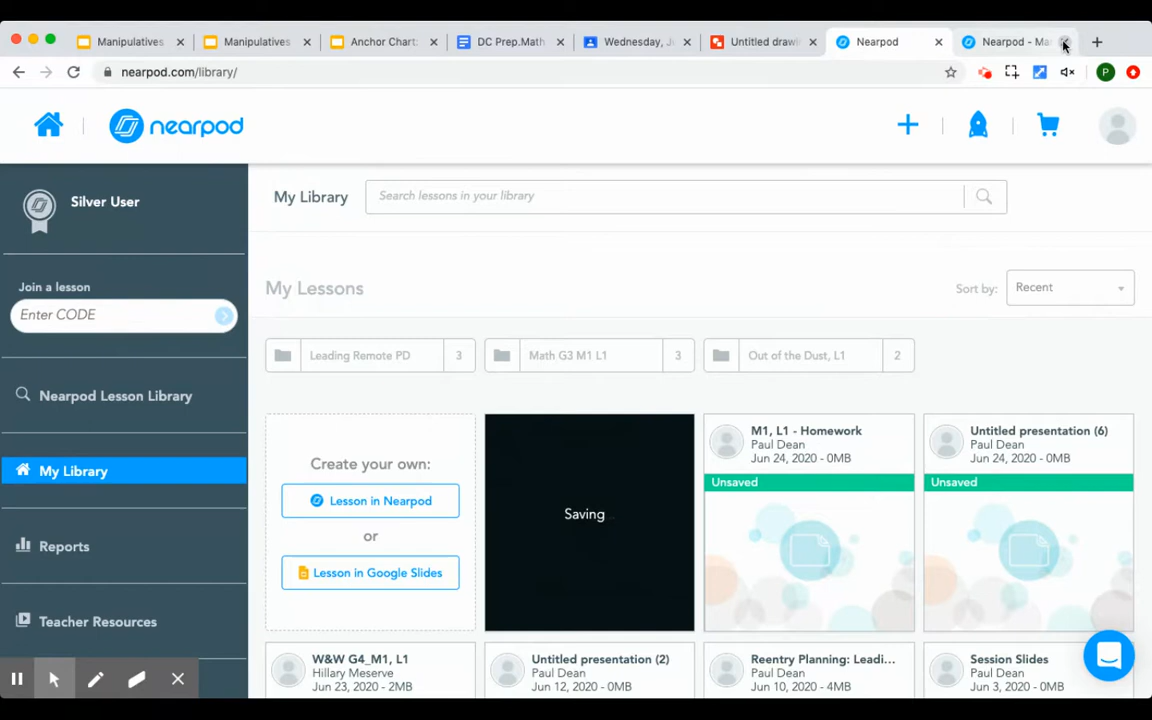 Manipulatives
Manipulatives
Anchor Chart:
DC Prep.Math
Wednesday, J
Untitled draw
Nearpod
Nearpod - Ma
nearpod.com/library/
P
nearpod
Silver User
My Library
Search lessons in your library
Join a lesson
Enter CODE
My Lessons
Sort by:
Recent
Leading Remote PD
3
Math G3 M1 L1
3
Out of the Dust, L1
2
Nearpod Lesson Library
My Library
Reports
Teacher Resources
Create your own:
Lesson in Nearpod
or
Lesson in Google Slides
Saving
M1, L1 - Homework
Paul Dean
Jun 24, 2020 - 0MB
Unsaved
Untitled presentation (6)
Paul Dean
Jun 24, 2020 - 0MB
Unsaved
W&W G4_M1, L1
Hillary Meserve
Jun 23, 2020 - 2MB
Untitled presentation (2)
Paul Dean
Jun 12, 2020 - 0MB
Reentry Planning: Leadi...
Paul Dean
Jun 10, 2020 - 4MB
Session Slides
Paul Dean
Jun 3, 2020 - 0MB